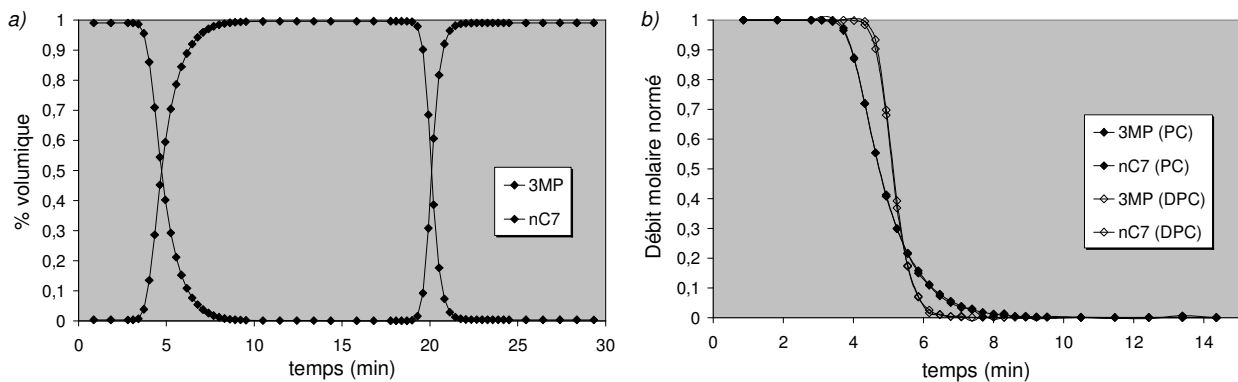 a)
% volumique
1
0,9
0,8
0,7
0,6
0,5
0,4
0,3
0,2
0,1
0
0 5 10 15 20 25 30
temps (min)
3MP
nC7
b)
Débit molaire normé
1
0,9
0,8
0,7
0,6
0,5
0,4
0,3
0,2
0,1
0
0 2 4 6 8 10 12 14
temps (min)
3MP (PC)
nC7 (PC)
3MP (DPC)
nC7 (DPC)